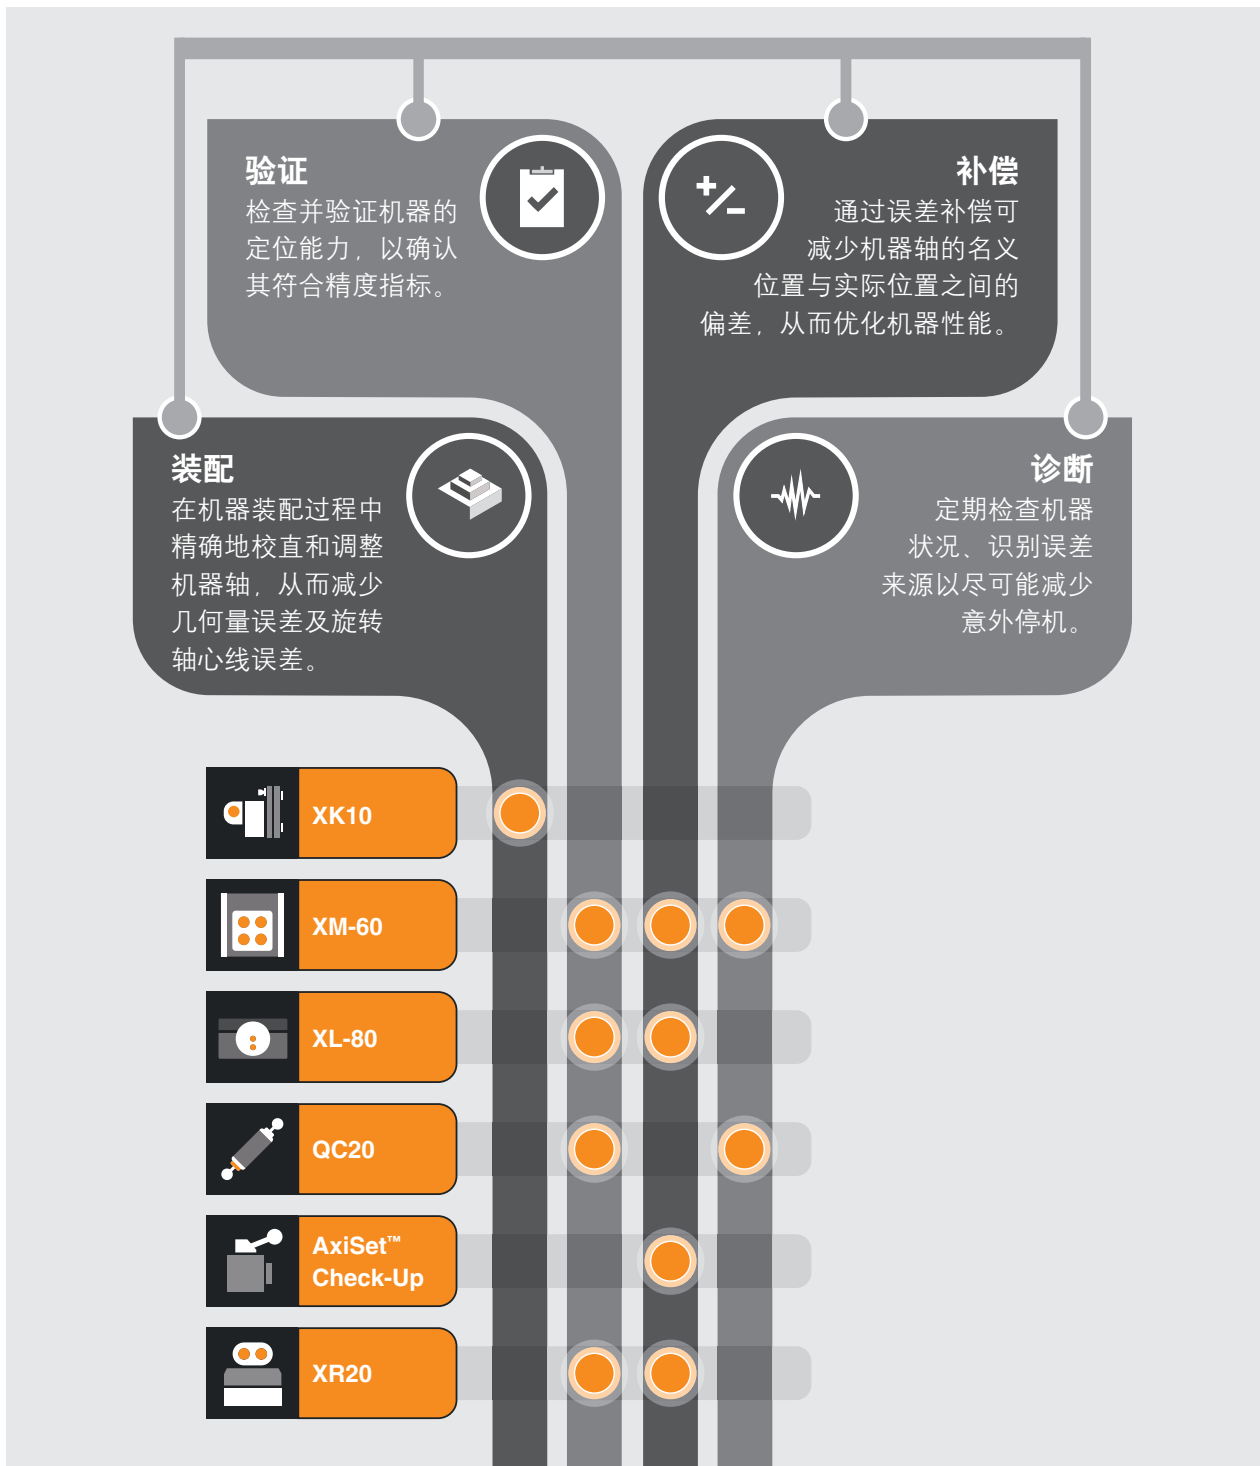 验证
检查并验证机器的
定位能力，以确认
其符合精度指标。
补偿
通过误差补偿可
减少机器轴的名义
位置与实际位置之间的
偏差，从而优化机器性能。
装配
在机器装配过程中
精确地校直和调整
机器轴，从而减少
几何量误差及旋转
轴心线误差。
诊断
定期检查机器
状况、识别误差
来源以尽可能减少
意外停机。
XK10
XM-60
XL-80
QC20
AxiSet™
Check-Up
XR20